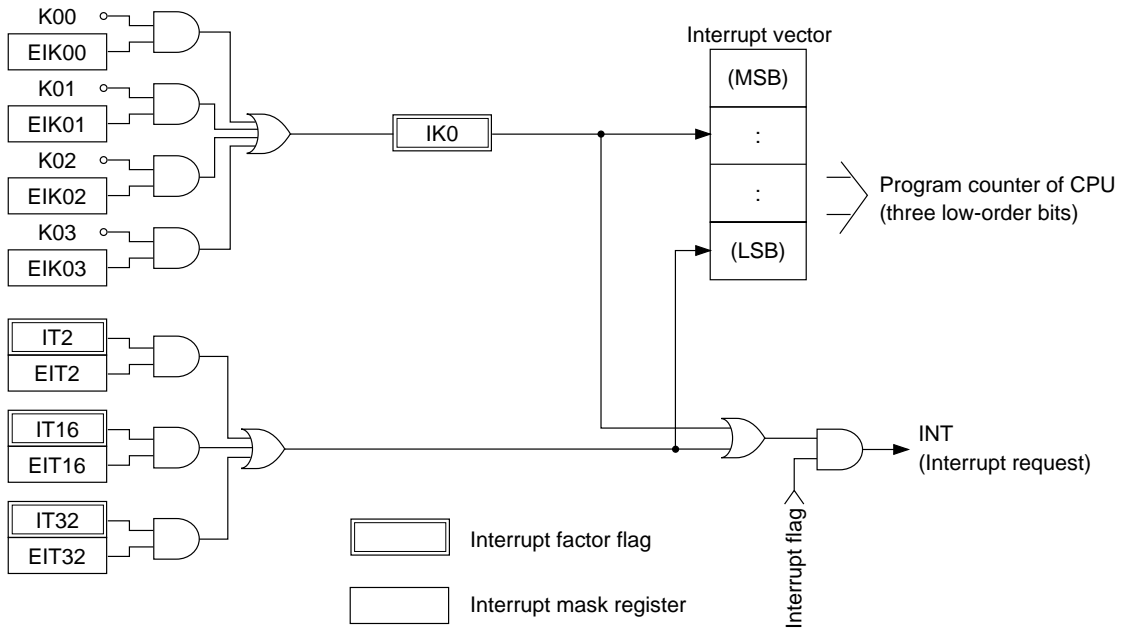 K00
EIK00
K01
EIK01
K02
EIK02
K03
EIK03
IK0
Interrupt vector
(MSB)
:
:
(LSB)
Program counter of CPU
(three low-order bits)
IT2
EIT2
IT16
EIT16
IT32
EIT32
INT
(Interrupt request)
Interrupt flag
Interrupt factor flag
Interrupt mask register